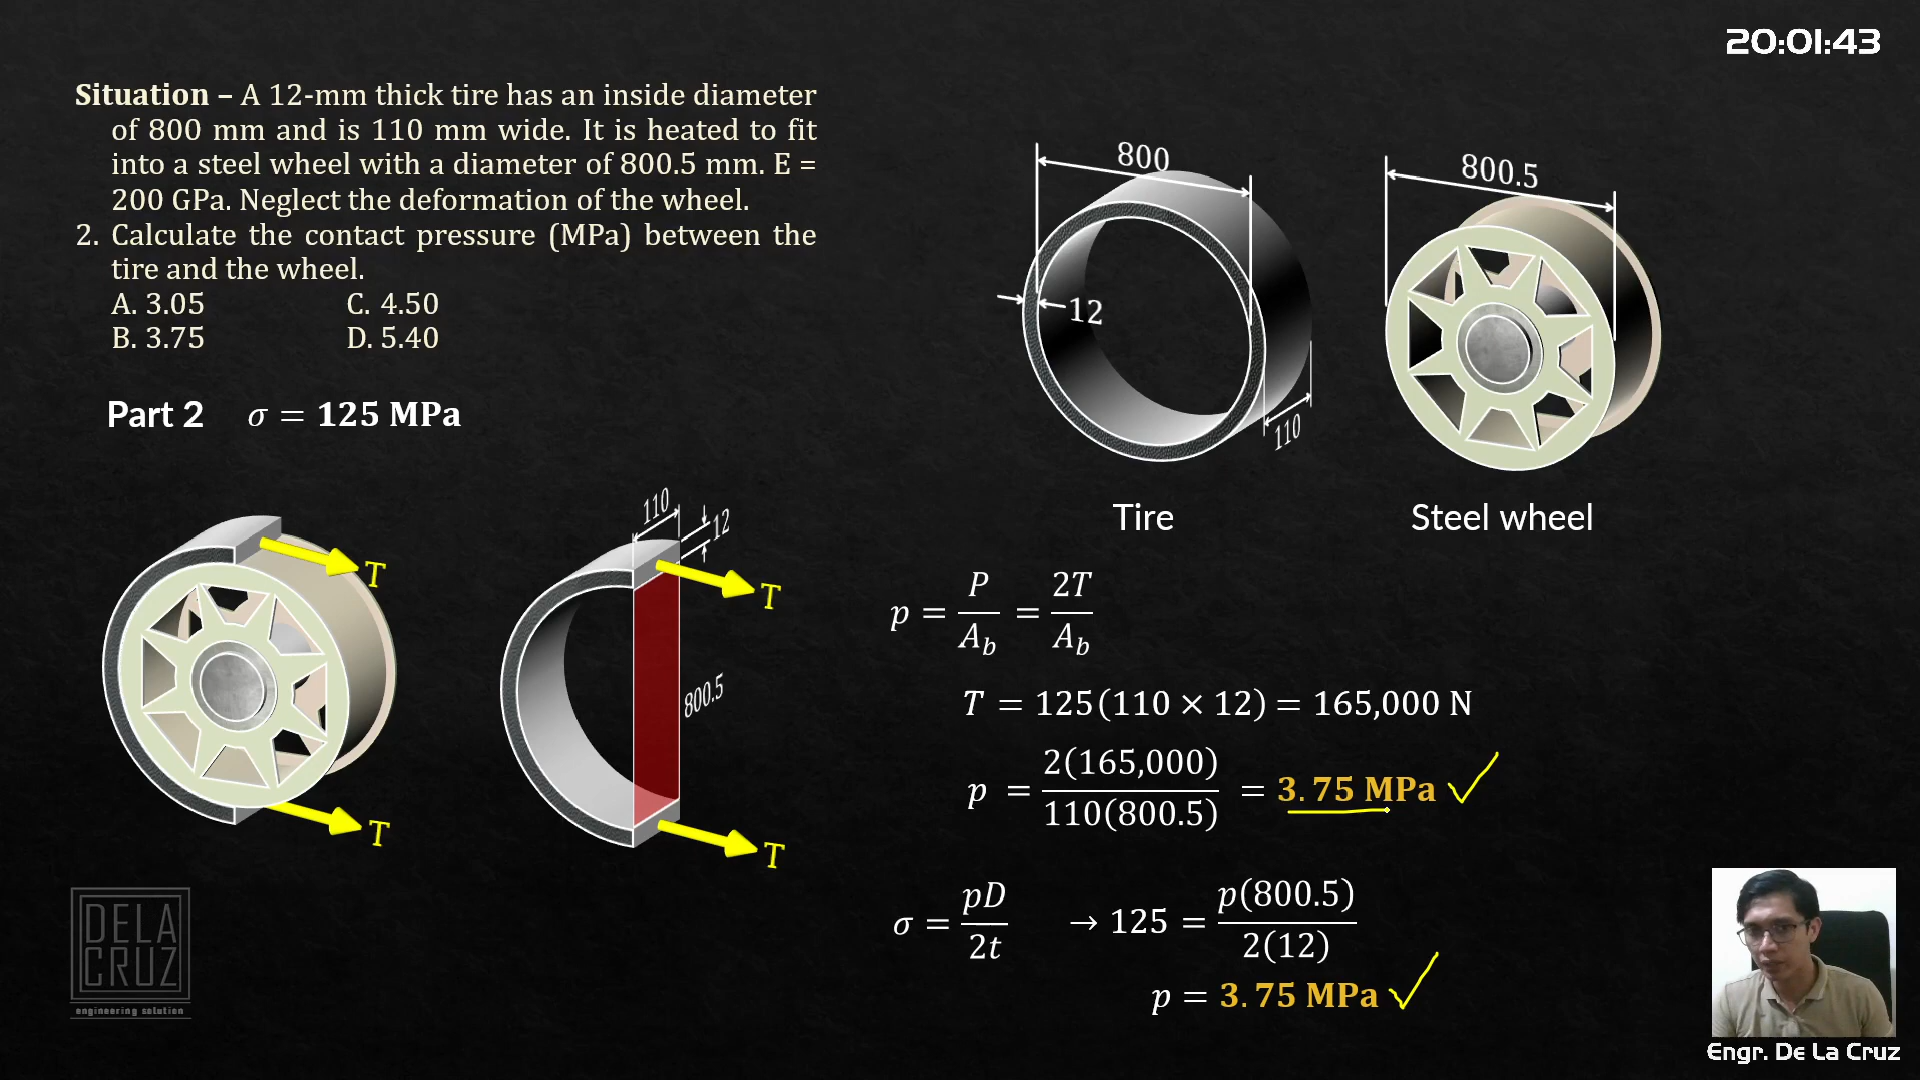 20:01:43
Situation – A 12-mm thick tire has an inside diameter
of 800 mm and is 110 mm wide. It is heated to fit
into a steel wheel with a diameter of 800.5 mm. E =
200 GPa. Neglect the deformation of the wheel.
2. Calculate the contact pressure (MPa) between the
tire and the wheel.
A. 3.05 C. 4.50
B. 3.75 D. 5.40
Part 2 σ = 125 MPa
800
12
110
Tire
800.5
Steel wheel
T
T
110
12
T
800.5
T
p = P/A_b = 2T/A_b
T = 125(110 × 12) = 165,000 N
p = 2(165,000)/110(800.5) = 3.75 MPa ✓
σ = pD/2t → 125 = p(800.5)/2(12)
p = 3.75 MPa ✓
DELA
CRUZ
engineering solution
Engr. De La Cruz